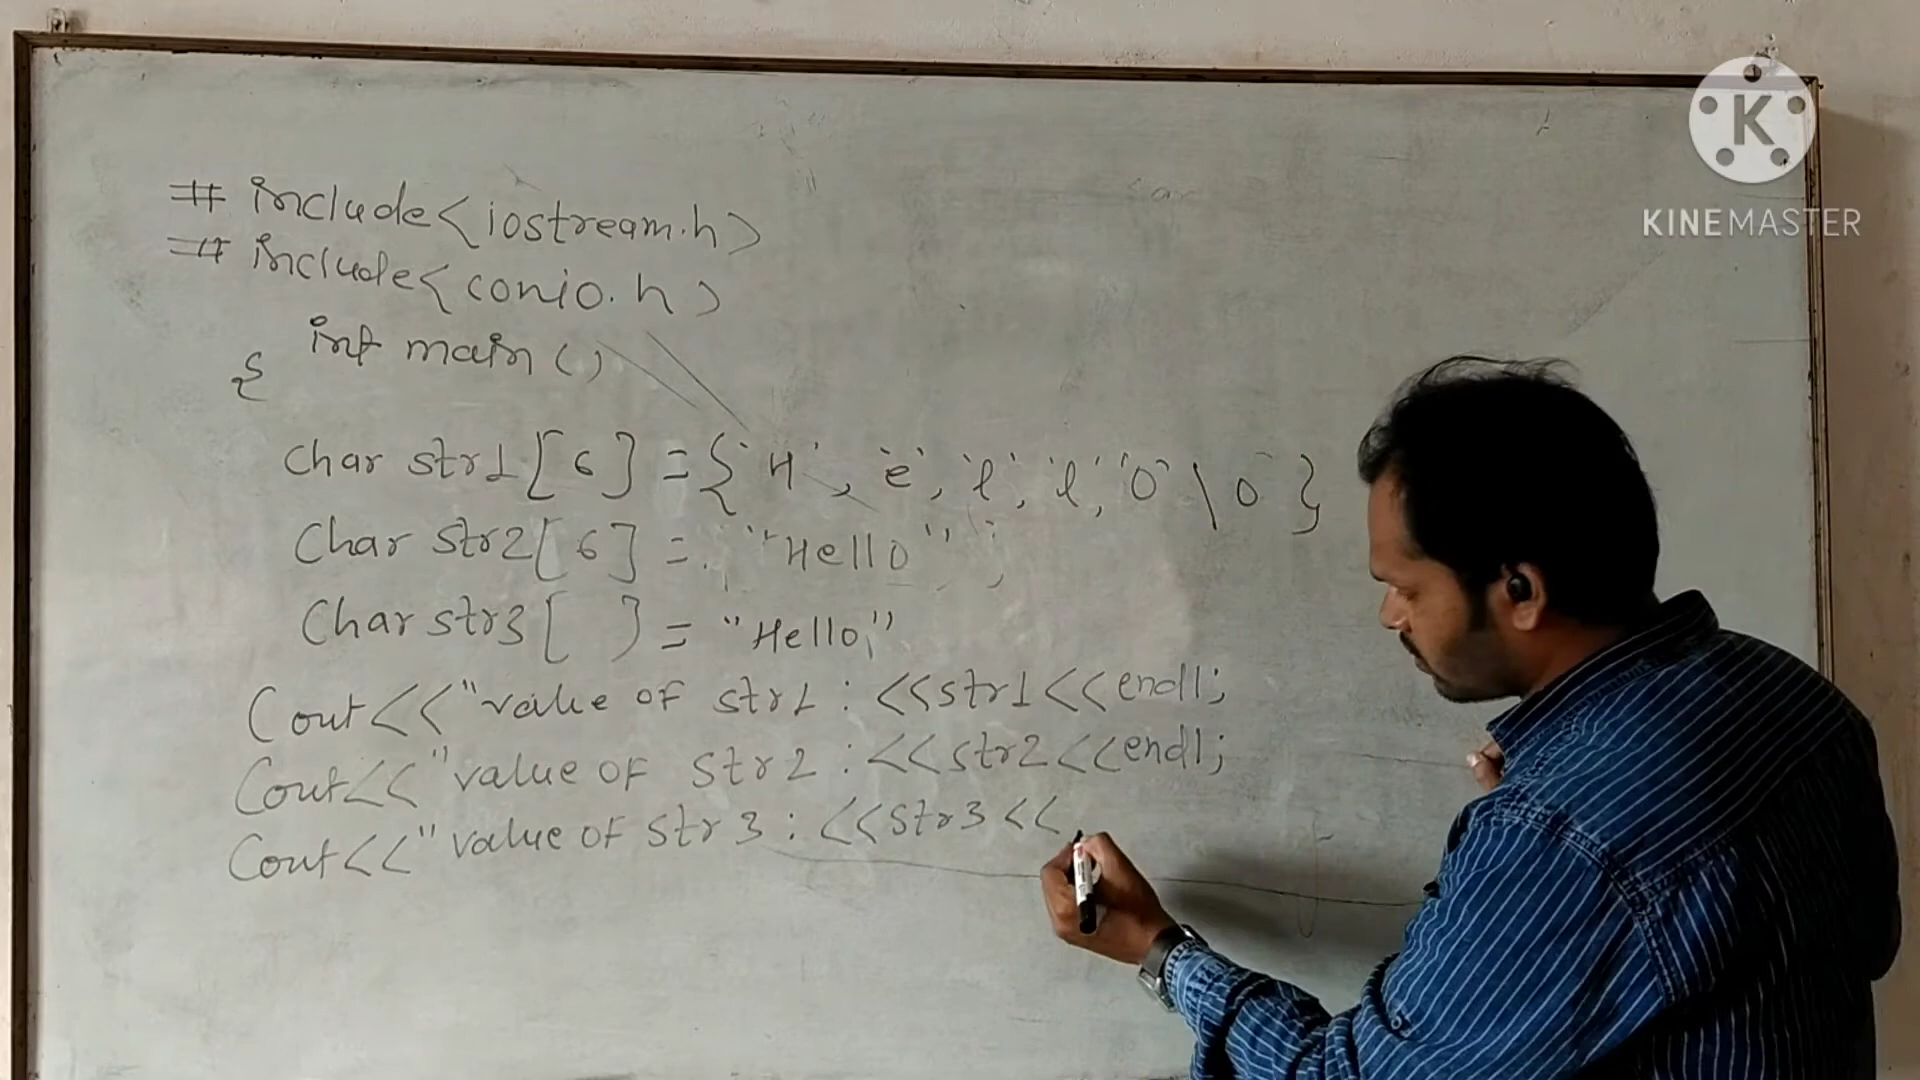 # include<iostream.h>
# include<conio.h>
int main()
{
char str1[6]={'H','e','l','l,'o'\0'}
Char str2[6]= "Hello";
Char str3[ ]= "Hello"
Cout<<"value of str1:<<str1<<endl;
Cout<<"value of str2:<<str2<<endl;
Cout<<"value of str3:<<str3<<
K
KINEMASTER